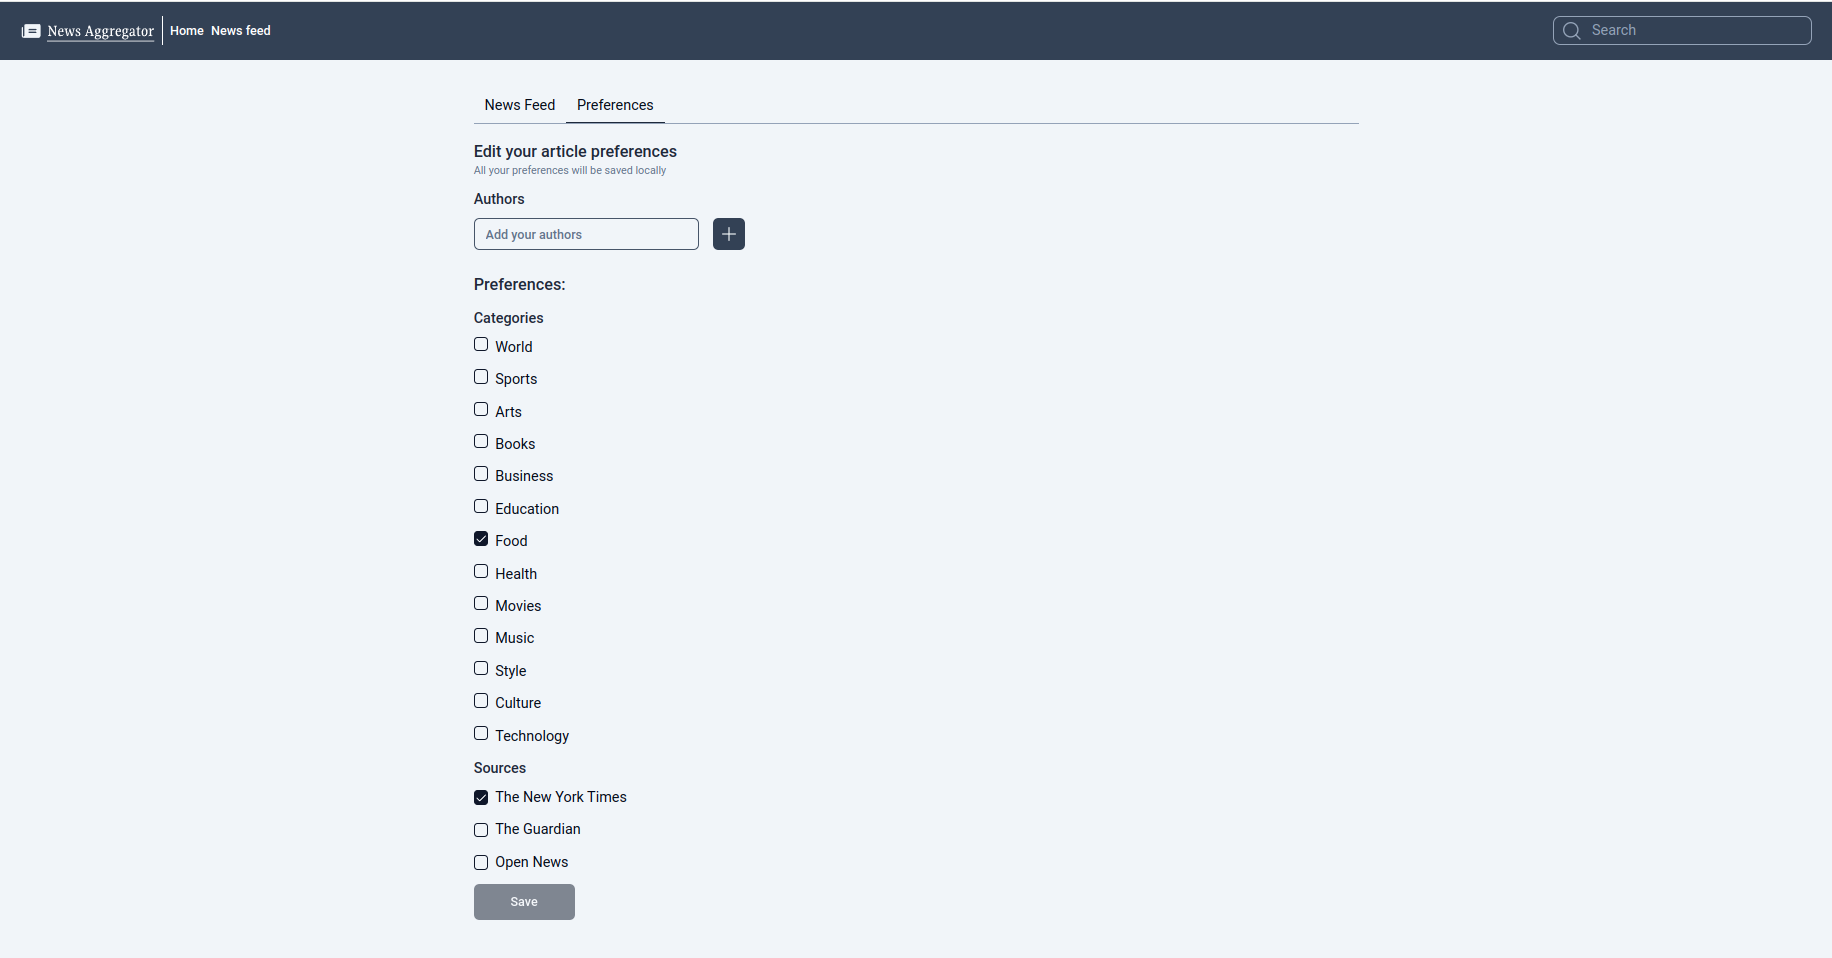 News Aggregator Home News feed Search
News Feed Preferences
Edit your article preferences
All your preferences will be saved locally
Authors
Add your authors
Preferences:
Categories
World
Sports
Arts
Books
Business
Education
Food
Health
Movies
Music
Style
Culture
Technology
Sources
The New York Times
The Guardian
Open News
Save